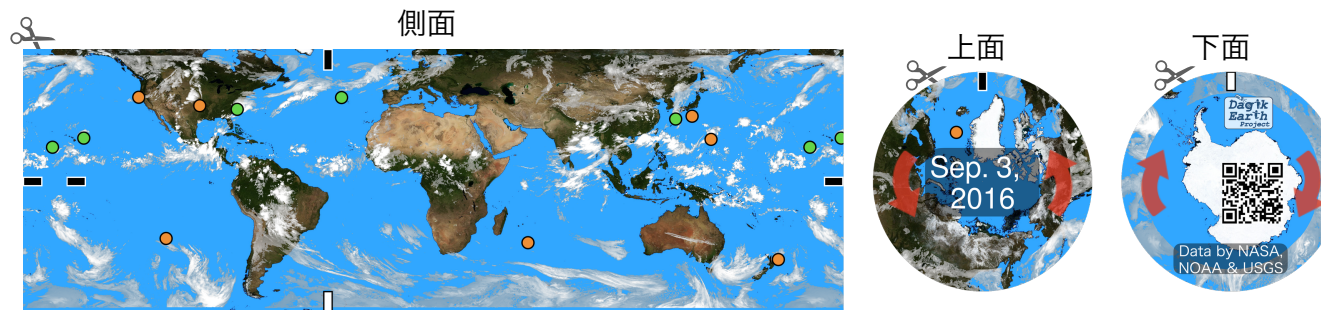 側面
上面
下面
Sep. 3,
2016
Dagik
Earth
Project
Data by NASA,
NOAA & USGS